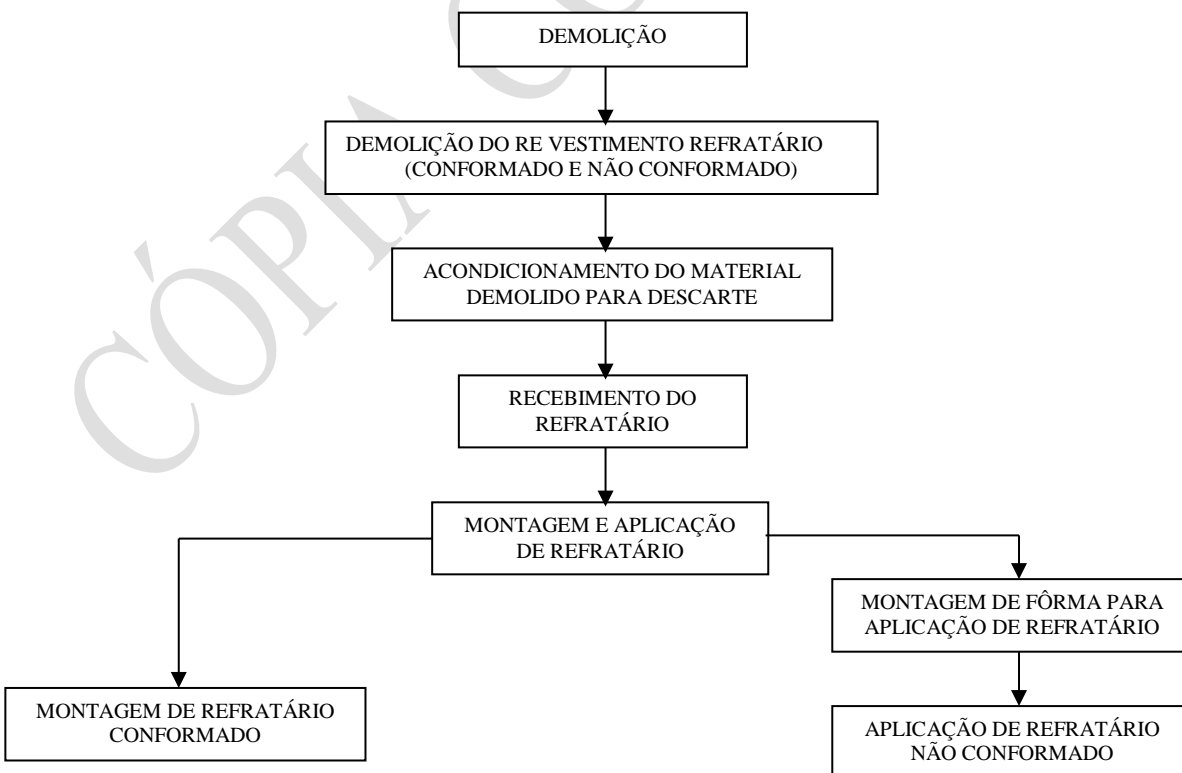 DEMOLIÇÃO
DEMOLIÇÃO DO RE VESTIMENTO REFRATÁRIO
(CONFORMADO E NÃO CONFORMADO)
ACONDICIONAMENTO DO MATERIAL
DEMOLIDO PARA DESCARTE
RECEBIMENTO DO
REFRATÁRIO
MONTAGEM E APLICAÇÃO
DE REFRATÁRIO
MONTAGEM DE FÔRMA PARA
APLICAÇÃO DE REFRATÁRIO
MONTAGEM DE REFRATÁRIO
CONFORMADO
APLICAÇÃO DE REFRATÁRIO
NÃO CONFORMADO
CÓPIA